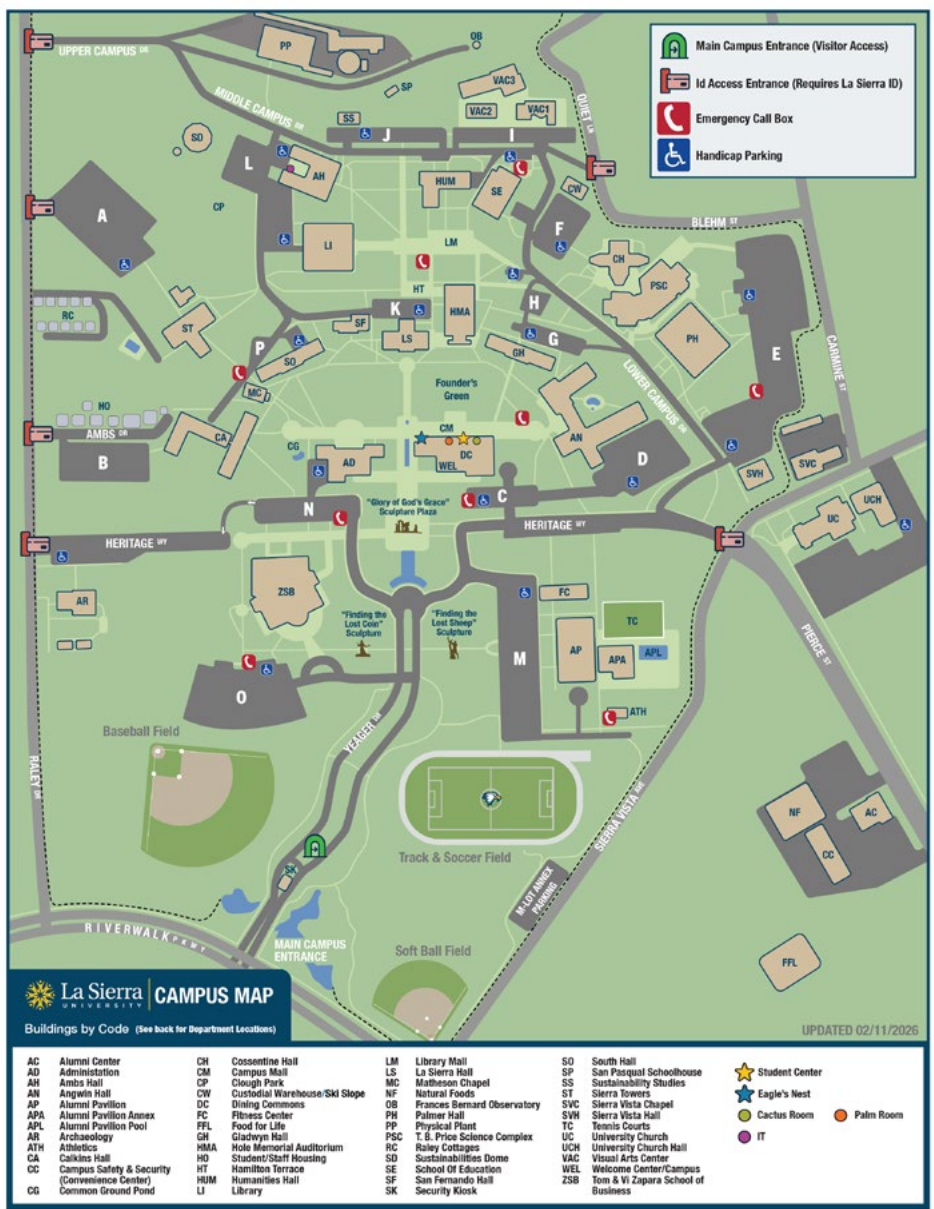 UPPER CAMPUS DR
PP
OB
SP
VAC3
VAC2
VAC1
Main Campus Entrance (Visitor Access)
Id Access Entrance (Requires La Sierra ID)
Emergency Call Box
Handicap Parking
MIDDLE CAMPUS DR
SS
J
I
QUIET LN
SD
L
AH
HUM
SE
CW
A
CP
F
BLEHM ST
LI
LM
CH
PSC
HT
H
K
HMA
RC
ST
SF
LS
G
PH
E
P
SO
GH
CARMINE ST
MC
Founder's
Green
LOWER CAMPUS DR
HO
AMBS DR
CA
CM
AN
CG
DC
WEL
B
AD
D
SVH
SVC
C
N
"Glory of God's Grace"
Sculpture Plaza
UCH
UC
HERITAGE WY
HERITAGE WY
AR
ZSB
FC
"Finding the
Lost Coin"
Sculpture
"Finding the
Lost Sheep"
Sculpture
TC
M
AP
APA
APL
PIERCE ST
O
ATH
Baseball Field
YEAGER DR
RALEY DR
SIERRA VISTA AVE
NF
AC
CC
Track & Soccer Field
SK
M-LOT ANNEX
PARKING
RIVERWALK PKWY
MAIN CAMPUS
ENTRANCE
Soft Ball Field
FFL
La Sierra
UNIVERSITY
CAMPUS MAP
Buildings by Code (See back for Department Locations)
UPDATED 02/11/2026
AC Alumni Center
AD Administation
AH Ambs Hall
AN Angwin Hall
AP Alumni Pavilion
APA Alumni Pavilion Annex
APL Alumni Pavilion Pool
AR Archaeology
ATH Athletics
CA Calkins Hall
CC Campus Safety & Security
(Convenience Center)
CG Common Ground Pond
CH Cossentine Hall
CM Campus Mall
CP Clough Park
CW Custodial Warehouse/Ski Slope
DC Dining Commons
FC Fitness Center
FFL Food for Life
GH Gladwyn Hall
HMA Hole Memorial Auditorium
HO Student/Staff Housing
HT Hamilton Terrace
HUM Humanities Hall
LI Library
LM Library Mall
LS La Sierra Hall
MC Matheson Chapel
NF Natural Foods
OB Frances Bernard Observatory
PH Palmer Hall
PP Physical Plant
PSC T. B. Price Science Complex
RC Raley Cottages
SD Sustainabilities Dome
SE School Of Education
SF San Fernando Hall
SK Security Kiosk
SO South Hall
SP San Pasqual Schoolhouse
SS Sustainability Studies
ST Sierra Towers
SVC Sierra Vista Chapel
SVH Sierra Vista Hall
TC Tennis Courts
UC University Church
UCH University Church Hall
VAC Visual Arts Center
WEL Welcome Center/Campus
ZSB Tom & Vi Zapara School of
Business
Student Center
Eagle's Nest
Cactus Room
Palm Room
IT